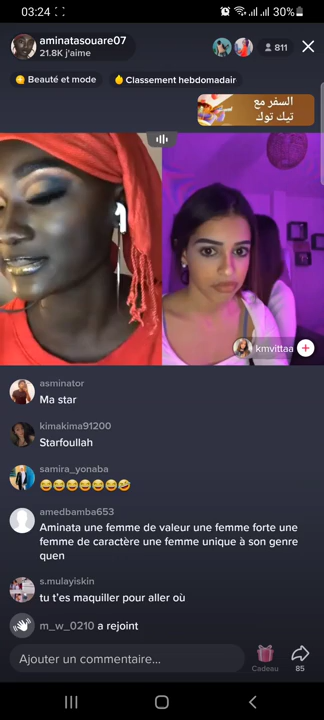 03:24
30%
aminatasouare07
21.8K j'aime
811
Beauté et mode
Classement hebdomadair
السفر مع
تيك توك
kmvittaa
asminator
Ma star
kimakima91200
Starfoullah
samira_yonaba
amedbamba653
Aminata une femme de valeur une femme forte une
femme de caractère une femme unique à son genre
quen
s.mulayiskin
tu t'es maquiller pour aller où
m_w_0210 a rejoint
Ajouter un commentaire...
Cadeau
85